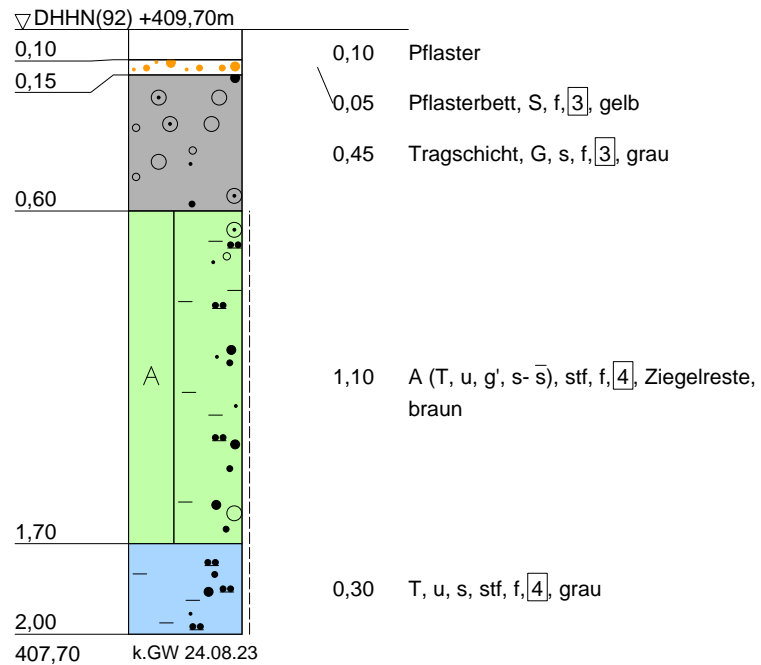 ▽ DHHN(92) +409,70m
0,10
0,10 Pflaster
0,15
0,05 Pflasterbett, S, f, 3, gelb
0,45 Tragschicht, G, s, f, 3, grau
0,60
A
1,10 A (T, u, g', s- s̅), stf, f, 4, Ziegelreste,
braun
1,70
0,30 T, u, s, stf, f, 4, grau
2,00
407,70 k.GW 24.08.23